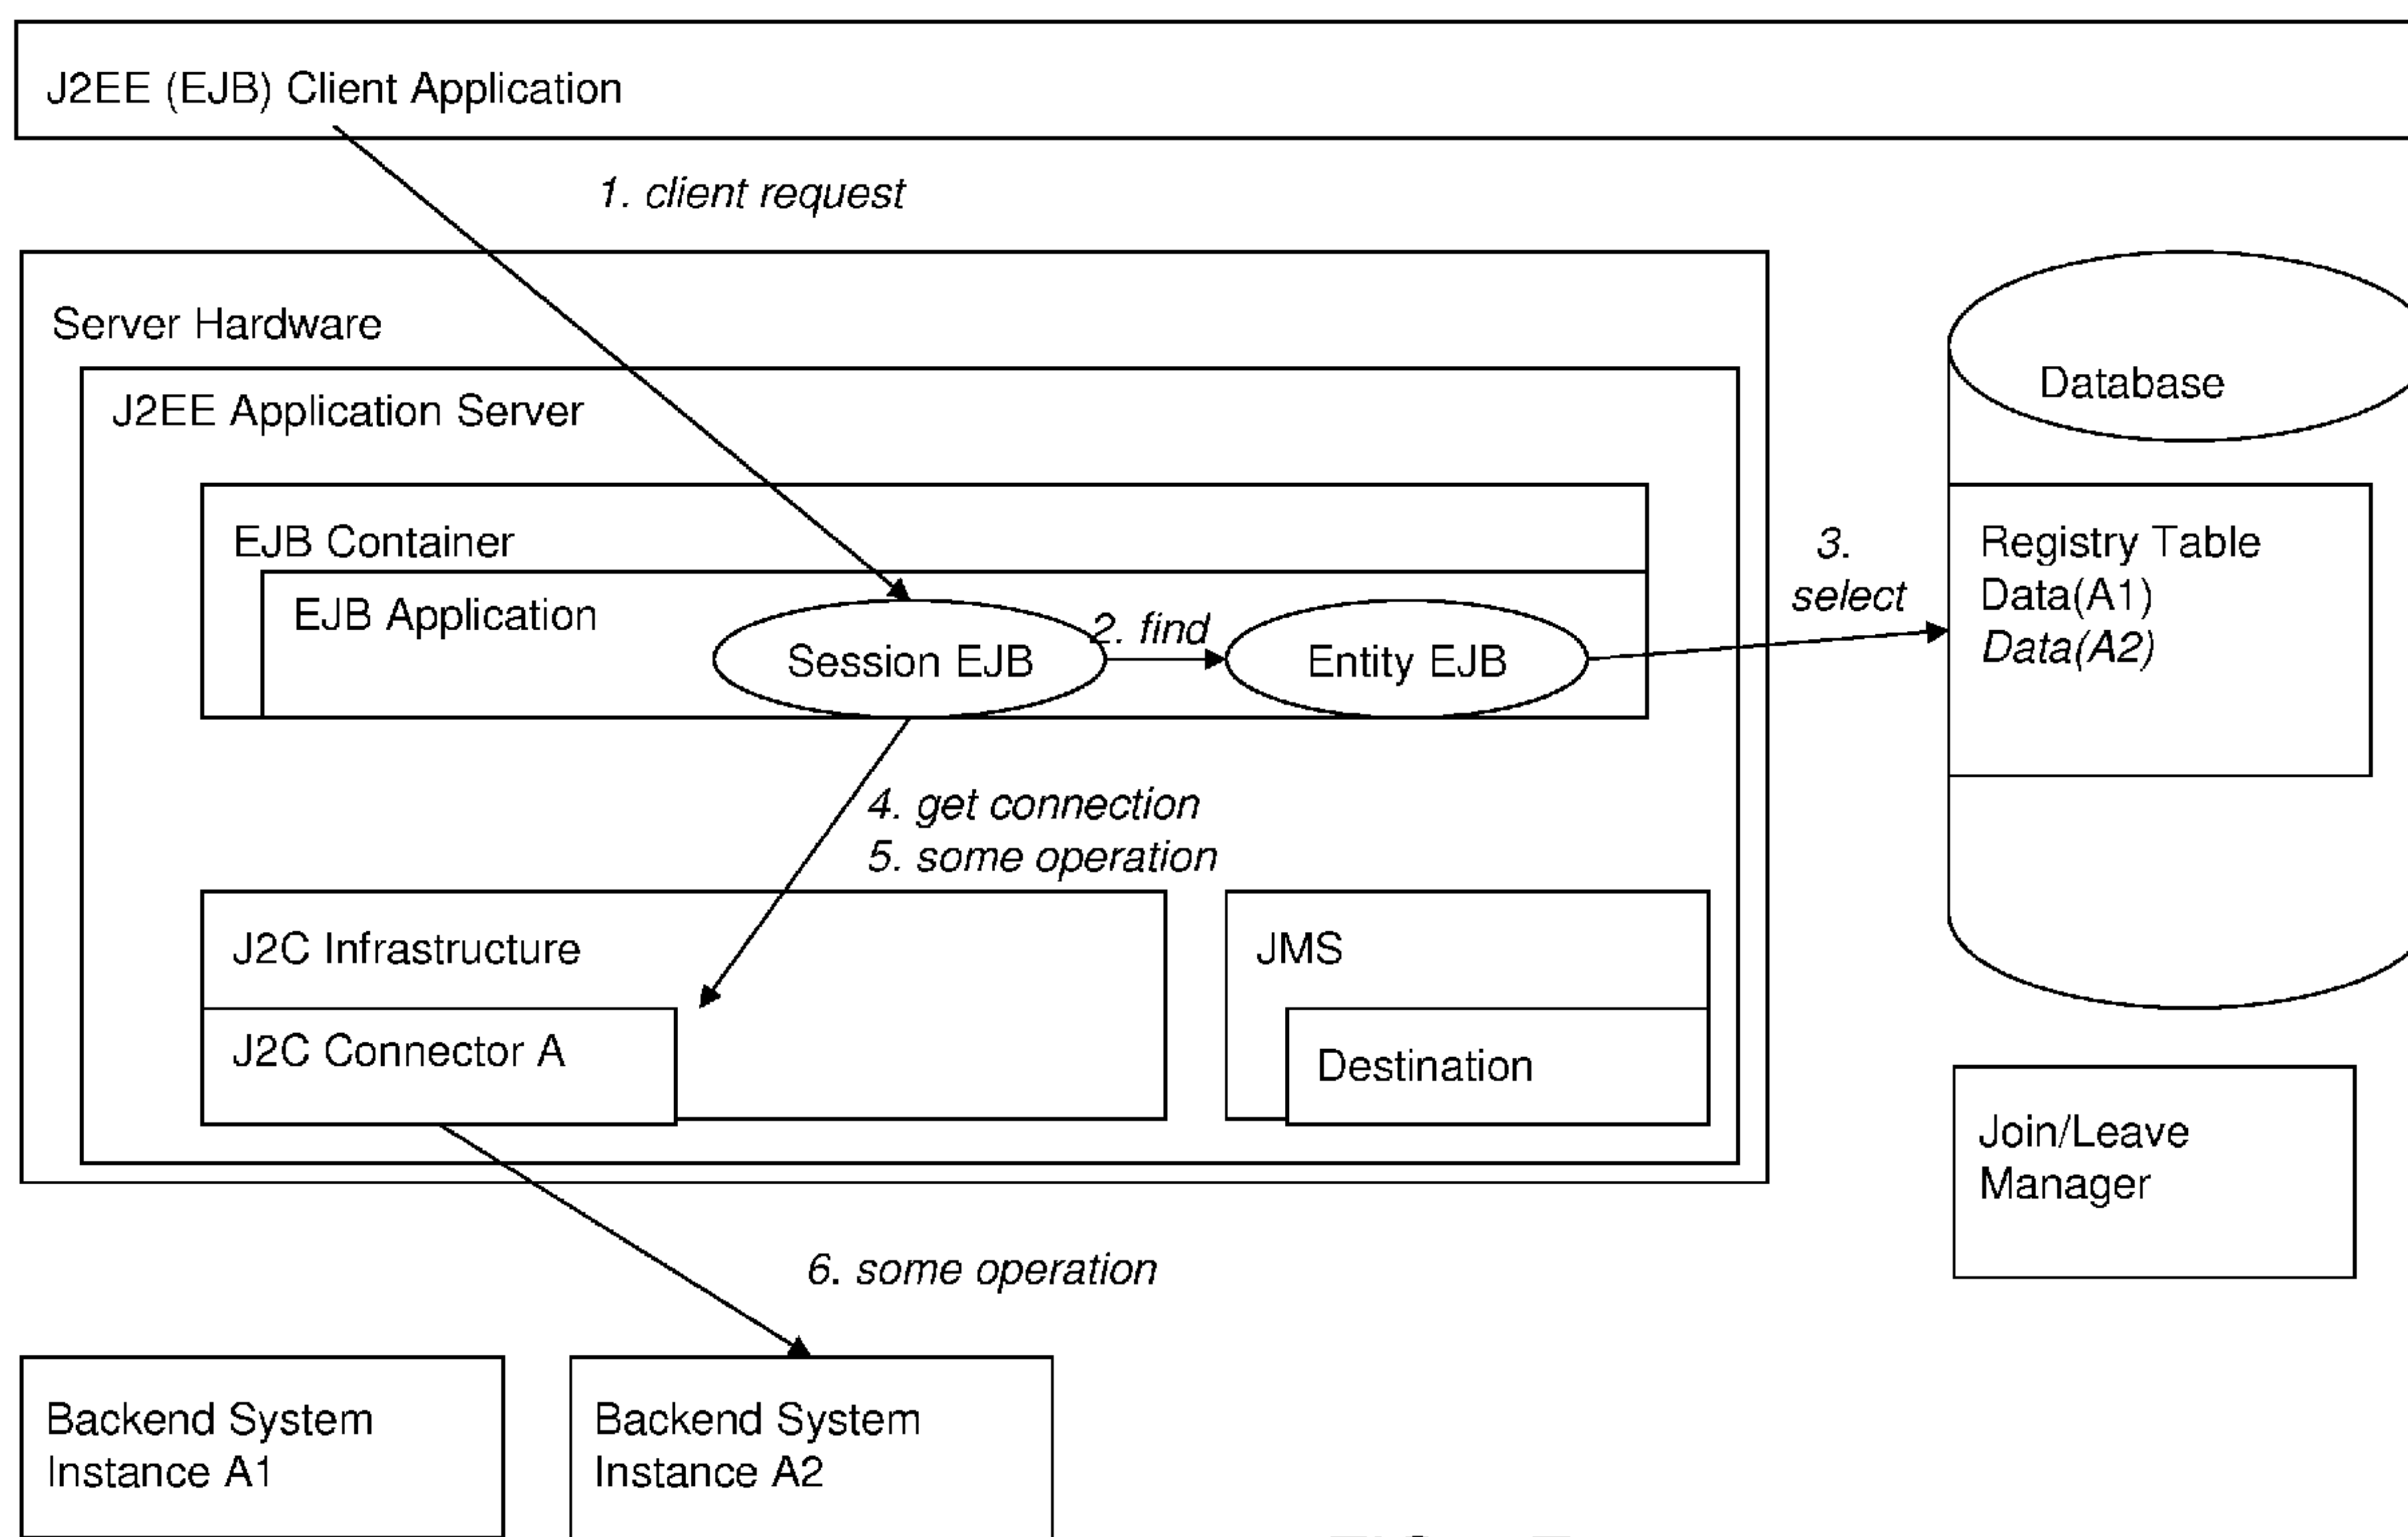 J2EE (EJB) Client Application
1. client request
Server Hardware
J2EE Application Server
Database
EJB Container
EJB Application
Session EJB
2. find
Entity EJB
3.
select
Registry Table
Data(A1)
Data(A2)
4. get connection
5. some operation
J2C Infrastructure
J2C Connector A
JMS
Destination
Join/Leave
Manager
6. some operation
Backend System
Instance A1
Backend System
Instance A2